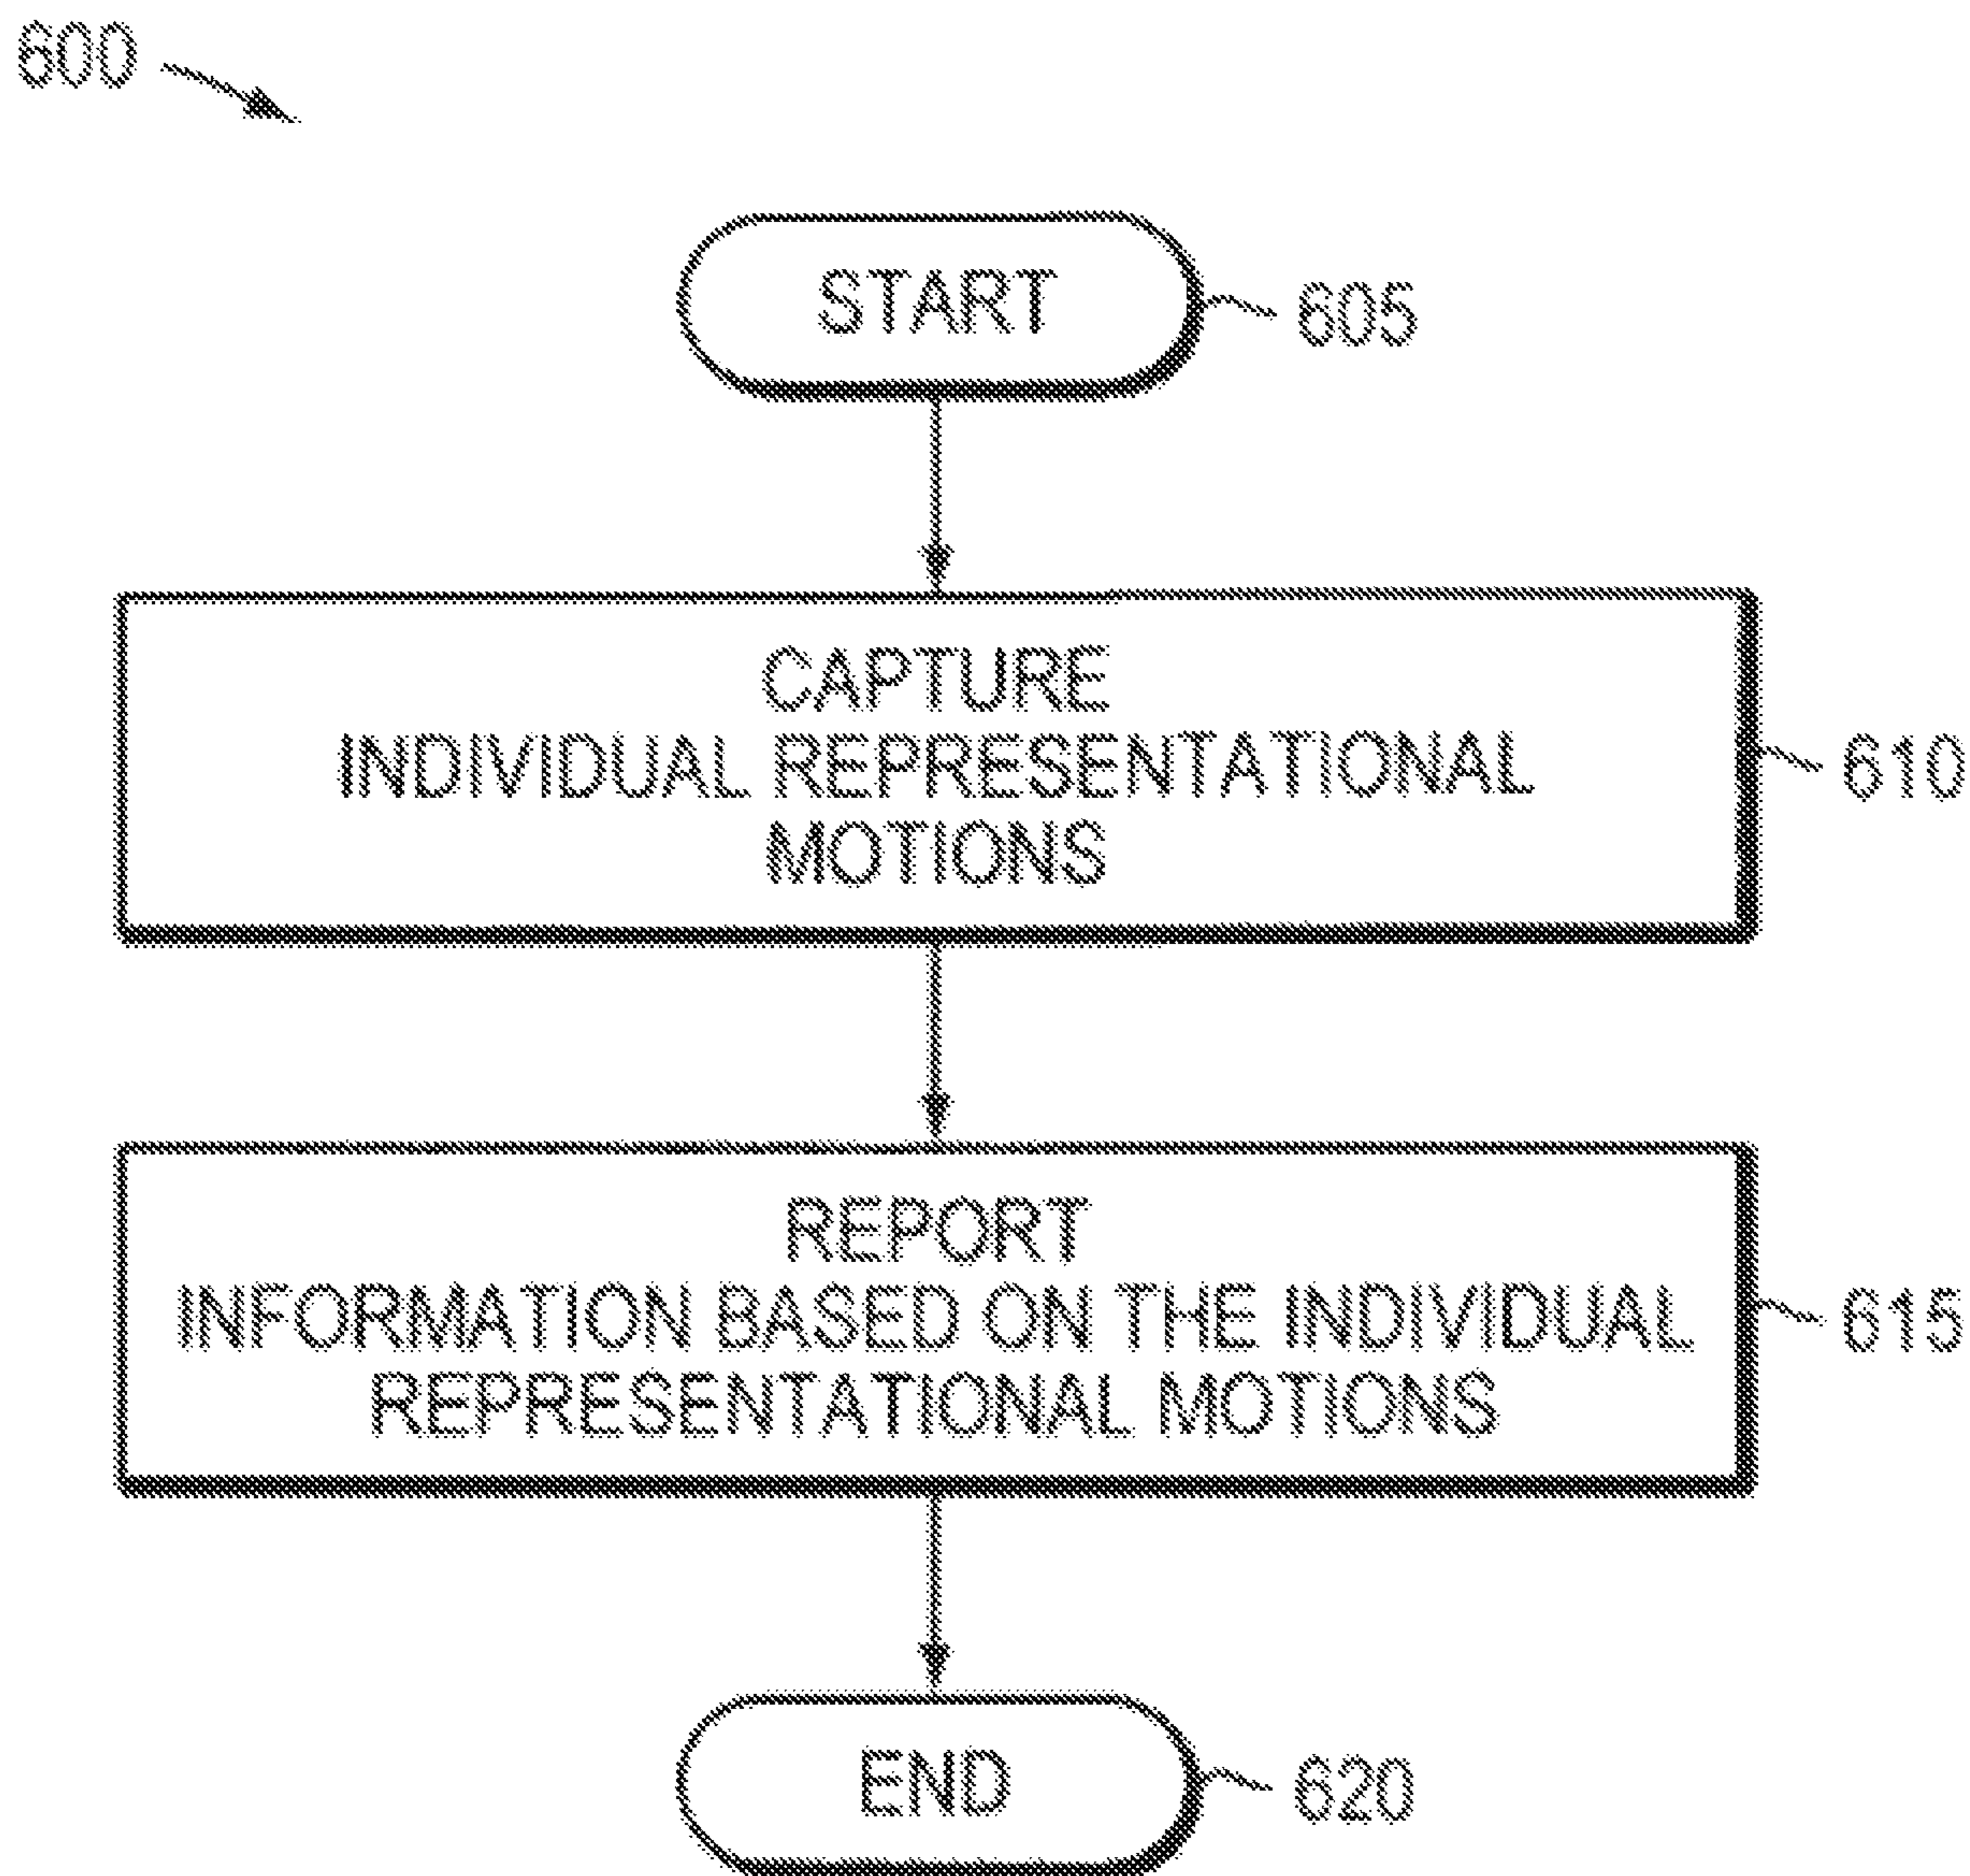 600
START
605
CAPTURE
INDIVIDUAL REPRESENTATIONAL
MOTIONS
610
REPORT
INFORMATION BASED ON THE INDIVIDUAL
REPRESENTATIONAL MOTIONS
615
END
620